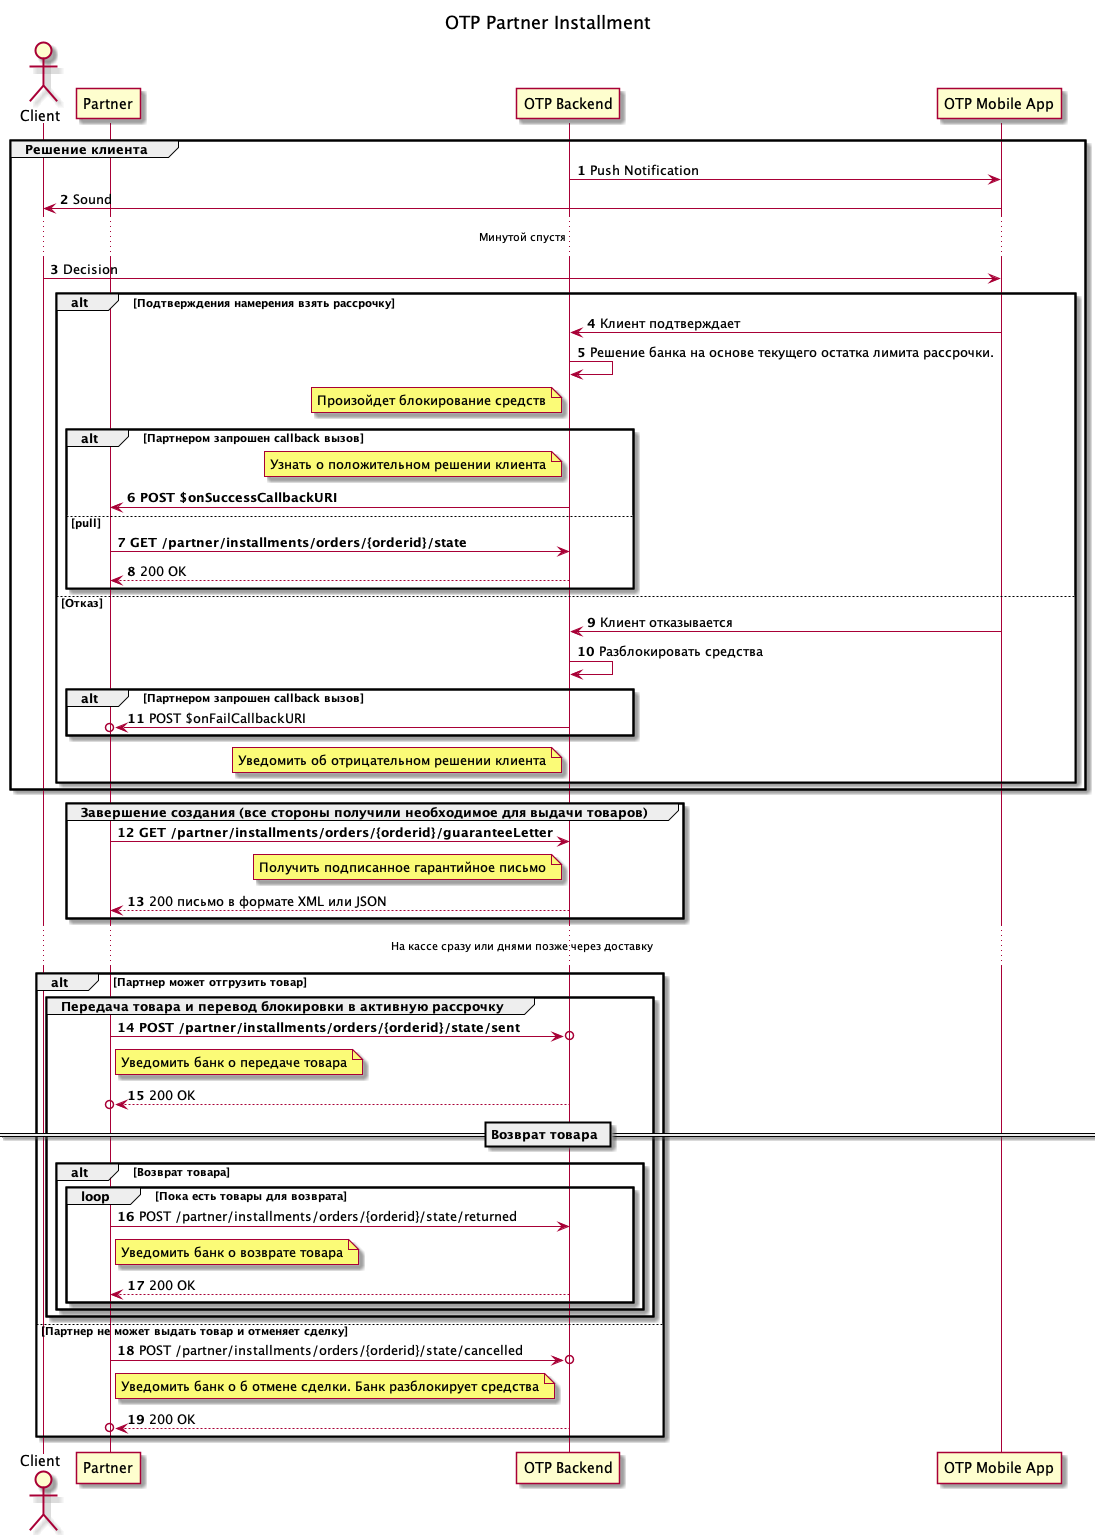 OTP Partner Installment
Client
Partner
OTP Backend
OTP Mobile App
Решение клиента
1 Push Notification
2 Sound
Минутой спустя
3 Decision
alt [Подтверждения намерения взять рассрочку]
4 Клиент подтверждает
5 Решение банка на основе текущего остатка лимита рассрочки.
Произойдет блокирование средств
alt [Партнером запрошен callback вызов]
Узнать о положительном решении клиента
6 POST $onSuccessCallbackURI
[pull]
7 GET /partner/installments/orders/{orderid}/state
8 200 OK
[Отказ]
9 Клиент отказывается
10 Разблокировать средства
alt [Партнером запрошен callback вызов]
11 POST $onFailCallbackURI
Уведомить об отрицательном решении клиента
Завершение создания (все стороны получили необходимое для выдачи товаров)
12 GET /partner/installments/orders/{orderid}/guaranteeLetter
Получить подписанное гарантийное письмо
13 200 письмо в формате XML или JSON
На кассе сразу или днями позже через доставку
alt [Партнер может отгрузить товар]
Передача товара и перевод блокировки в активную рассрочку
14 POST /partner/installments/orders/{orderid}/state/sent
Уведомить банк о передаче товара
15 200 OK
Возврат товара
alt [Возврат товара]
loop [Пока есть товары для возврата]
16 POST /partner/installments/orders/{orderid}/state/returned
Уведомить банк о возврате товара
17 200 OK
[Партнер не может выдать товар и отменяет сделку]
18 POST /partner/installments/orders/{orderid}/state/cancelled
Уведомить банк о б отмене сделки. Банк разблокирует средства
19 200 OK
Client
Partner
OTP Backend
OTP Mobile App